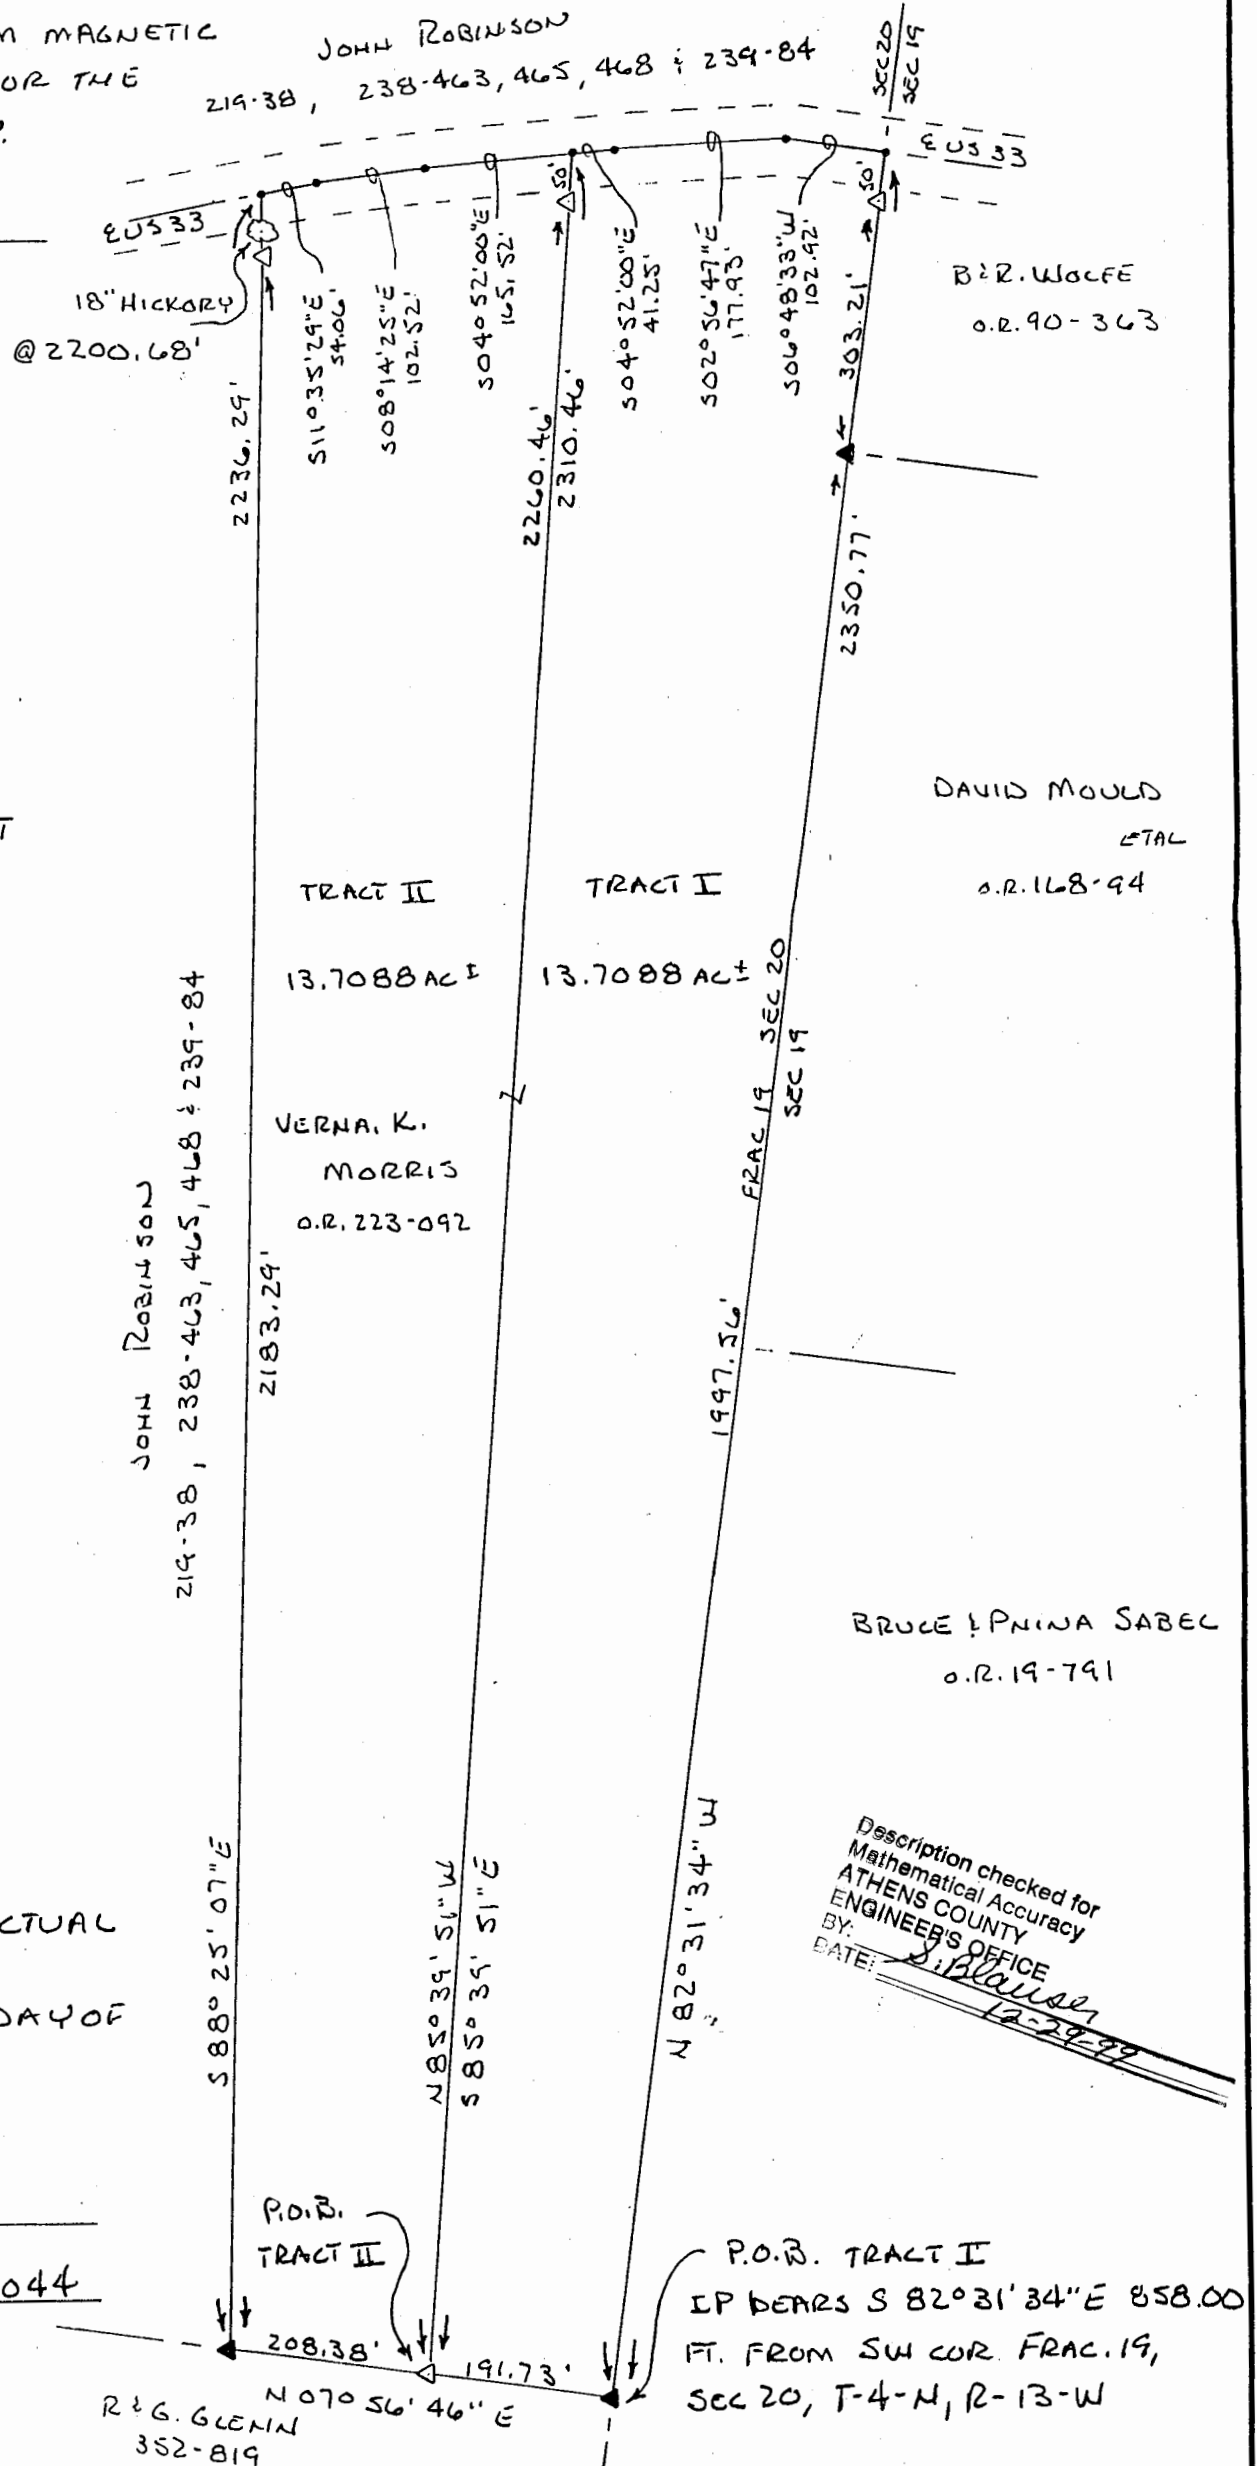 M MAGNETIC
OR THE
JOHN ROBINSON
219-38, 238-463, 465, 468 & 239-84
SEC 20
SEC 19
℄ US 33
℄ US 33
18" HICKORY
@ 2200.68'
S11°35'29"E
54.06'
S08°14'25"E
102.52'
S04°52'00"E
165.52'
50'
S04°52'00"E
41.25'
S02°56'47"E
177.93'
S06°48'33"W
102.92'
50'
303.21'
B & R. WOLFE
O.R. 90-363
2236.29'
2260.46'
2310.46'
2350.77'
DAVID MOULD
ETAL
O.R. 168-94
T
TRACT II
13.7088 AC ±
TRACT I
13.7088 AC ±
FRAC 19 SEC 20
SEC 19
VERNA. K.
MORRIS
O.R. 223-092
JOHN ROBINSON
219-38, 238-463, 465, 468 & 239-84
2183.29'
1997.56'
BRUCE & PNINA SABEL
O.R. 19-791
S 88° 25' 07" E
N 85° 39' 51" W
S 85° 39' 51" E
N 82° 31' 34" W
Description checked for
Mathematical Accuracy
ATHENS COUNTY
ENGINEER'S OFFICE
BY: S. Blauser
DATE: 12-29-99
CTUAL
DAY OF
P.O.B.
TRACT II
044
P.O.B. TRACT I
IP BEARS S 82°31'34"E 858.00
FT. FROM SW COR. FRAC. 19,
SEC 20, T-4-N, R-13-W
208.38'
191.73'
N 07° 56' 46" E
R & G. GLENN
352-819